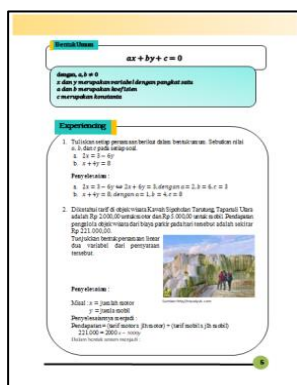 Bentuk Umum
ax + by + c = 0
dengan, a, b ≠ 0
x dan y merupakan variabel dengan pangkat satu
a dan b merupakan koefisien
c merupakan konstanta
Experiencing
1. Tuliskan setiap persamaan berikut dalam bentuk umum. Sebutkan nilai
a, b, dan c pada setiap soal.
a. 2x = 3 − 6y
b. x + 4y = 8
Penyelesaian :
a. 2x = 3 − 6y ⇔ 2x + 6y = 3, dengan a = 2, b = 6, c = 3
b. x + 4y = 8, dengan a = 1, b = 4, c = 8
2. Diketahui tarif di objek wisata Kawah Sipoholon Tarutung, Tapanuli Utara
adalah Rp 2.000,00 untuk motor dan Rp 5.000,00 untuk mobil. Pendapatan
pengelola objek wisata dari biaya parkir pada hari tersebut adalah sekitar
Rp 221.000,00.
Tunjukkan bentuk persamaan linear
dua variabel dari pernyataan
tersebut.
Penyelesaian :
Misal : x = jumlah motor
y = jumlah mobil
Penyelesaiannya menjadi :
Pendapatan = (tarif motor x jlh motor) + (tarif mobil x jlh mobil)
221.000 = 2000
Dalam bentuk umum menjadi :